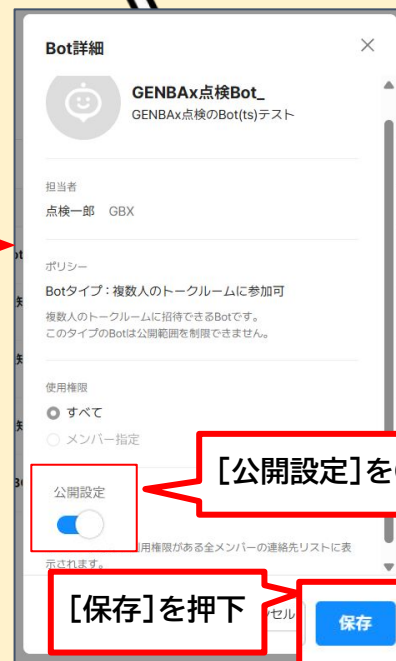 Bot詳細
GENBAx点検Bot_
GENBAx点検のBot(ts)テスト
担当者
点検一郎 GBX
ポリシー
Botタイプ：複数人のトークルームに参加可
複数人のトークルームに招待できるBotです。
このタイプのBotは公開範囲を制限できません。
使用権限
すべて
メンバー指定
[公開設定]を
公開設定
用権限がある全メンバーの連絡先リストに表
示されます。
[保存]を押下
セル
保存